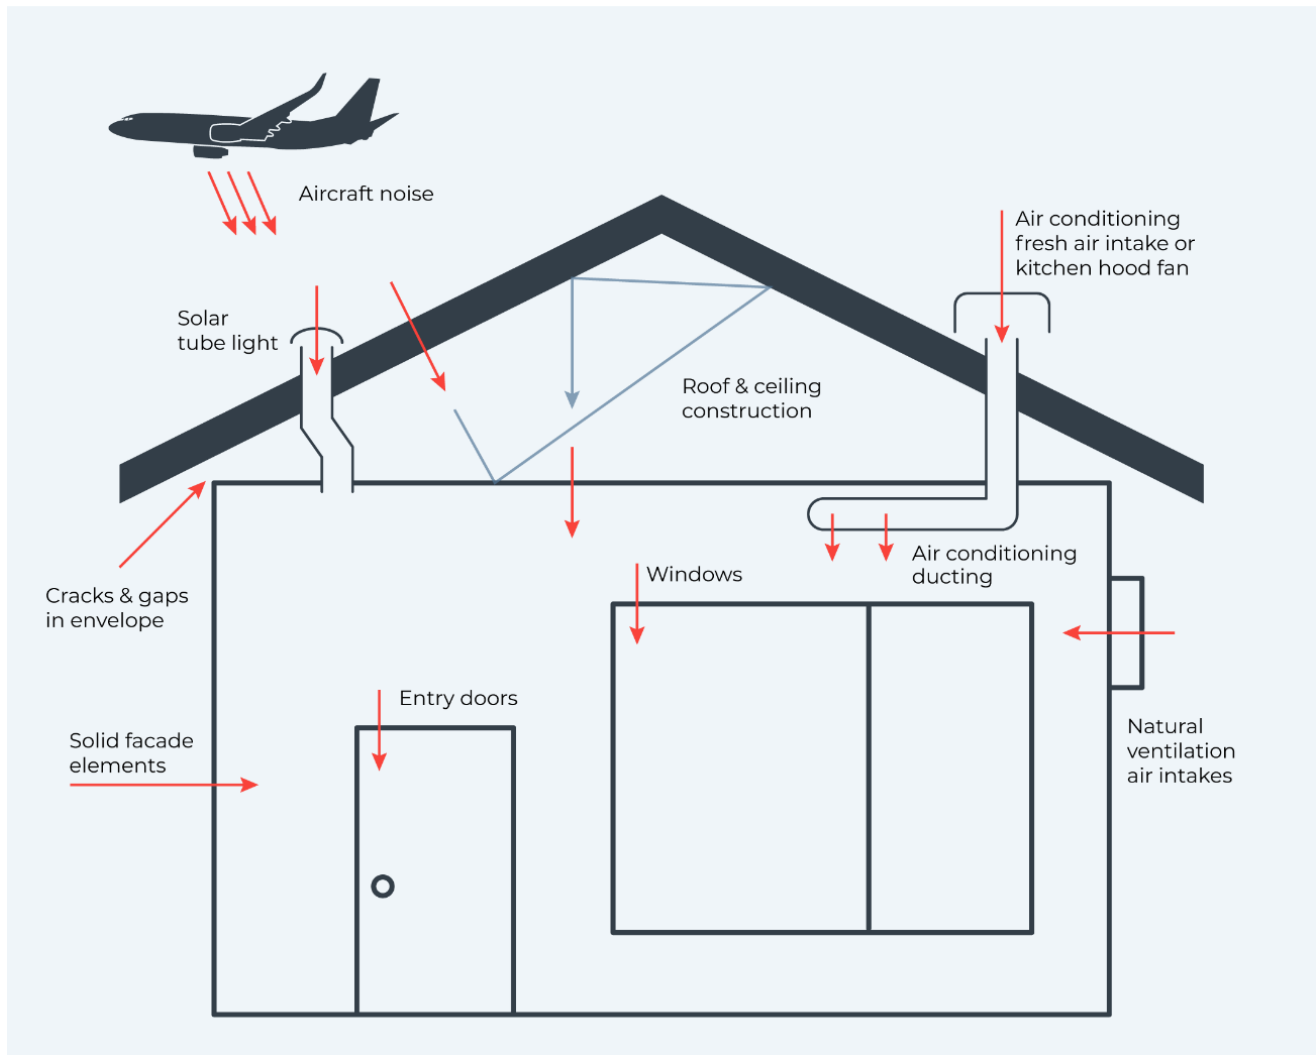 Aircraft noise
Air conditioning
fresh air intake or
kitchen hood fan
Solar
tube light
Roof & ceiling
construction
Air conditioning
ducting
Windows
Cracks & gaps
in envelope
Entry doors
Solid facade
elements
Natural
ventilation
air intakes